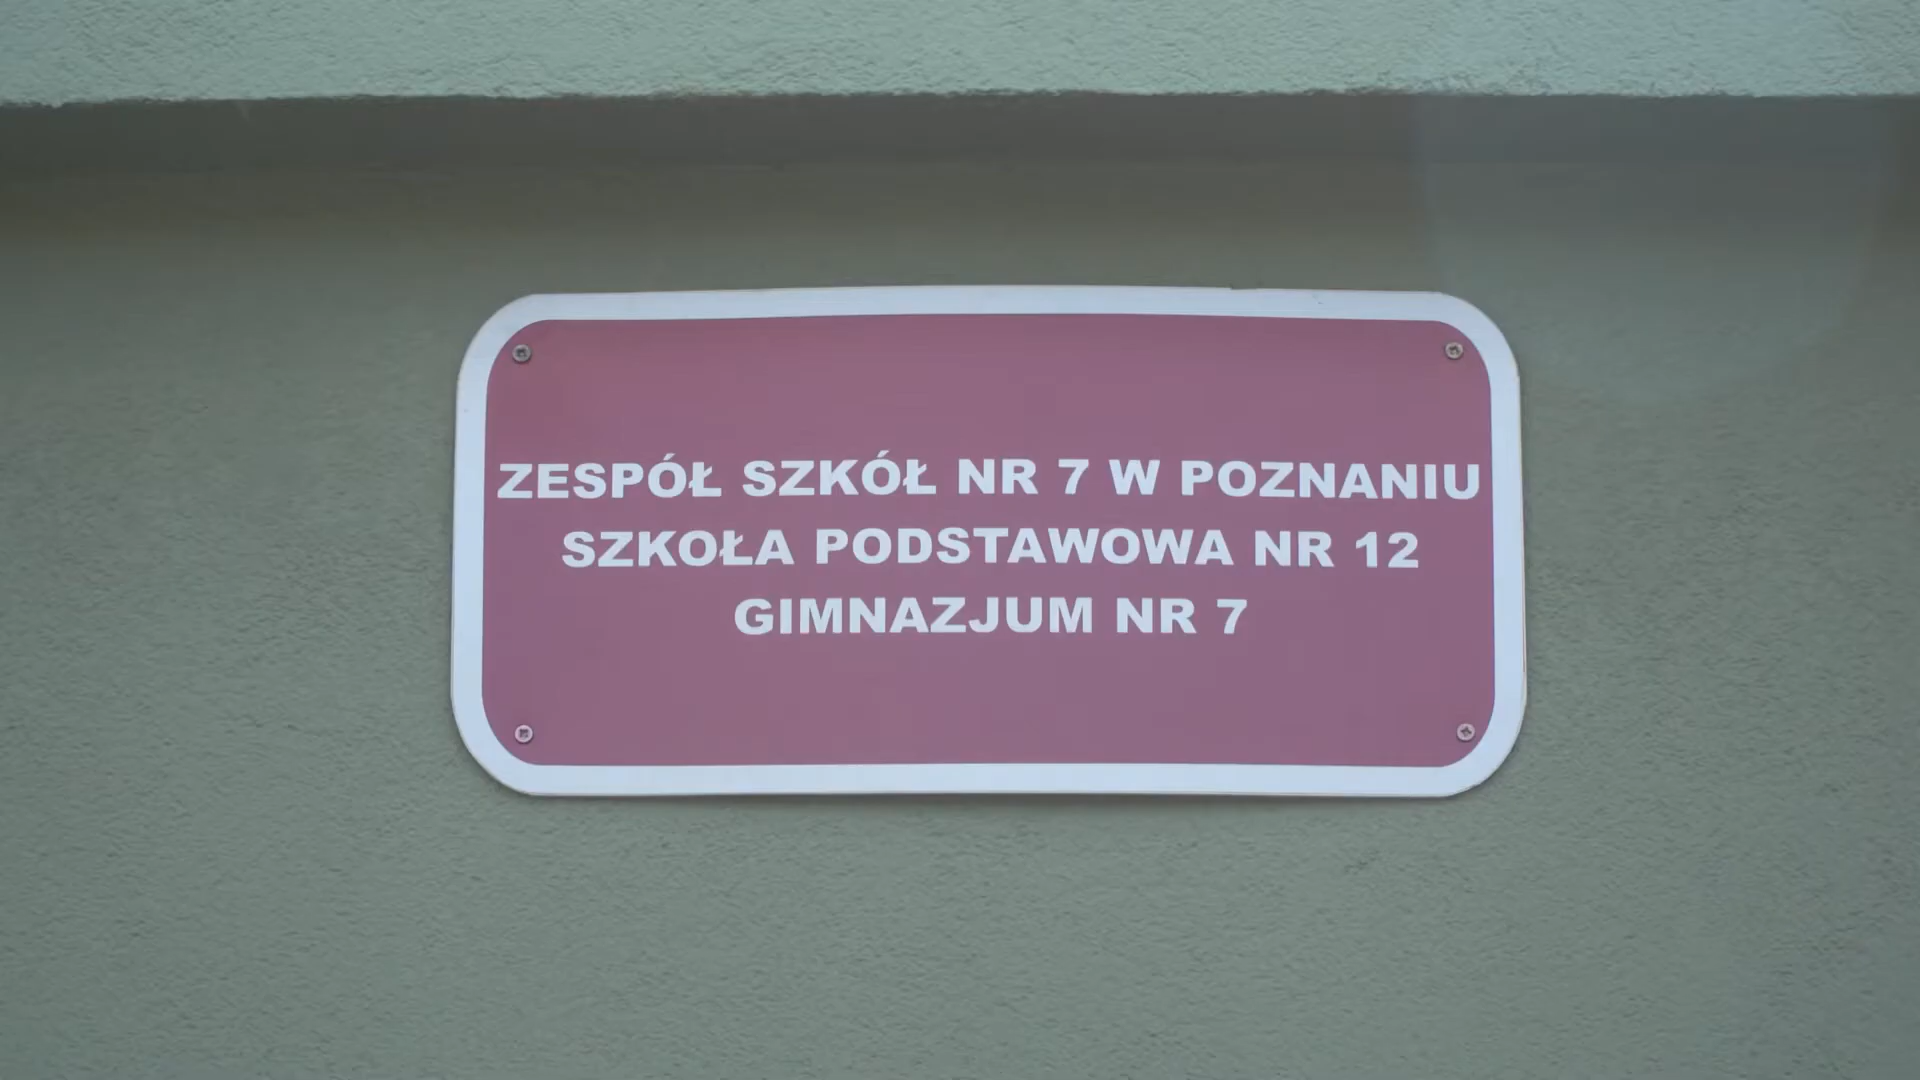 ZESPÓŁ SZKÓŁ NR 7 W POZNANIU
SZKOŁA PODSTAWOWA NR 12
GIMNAZJUM NR 7